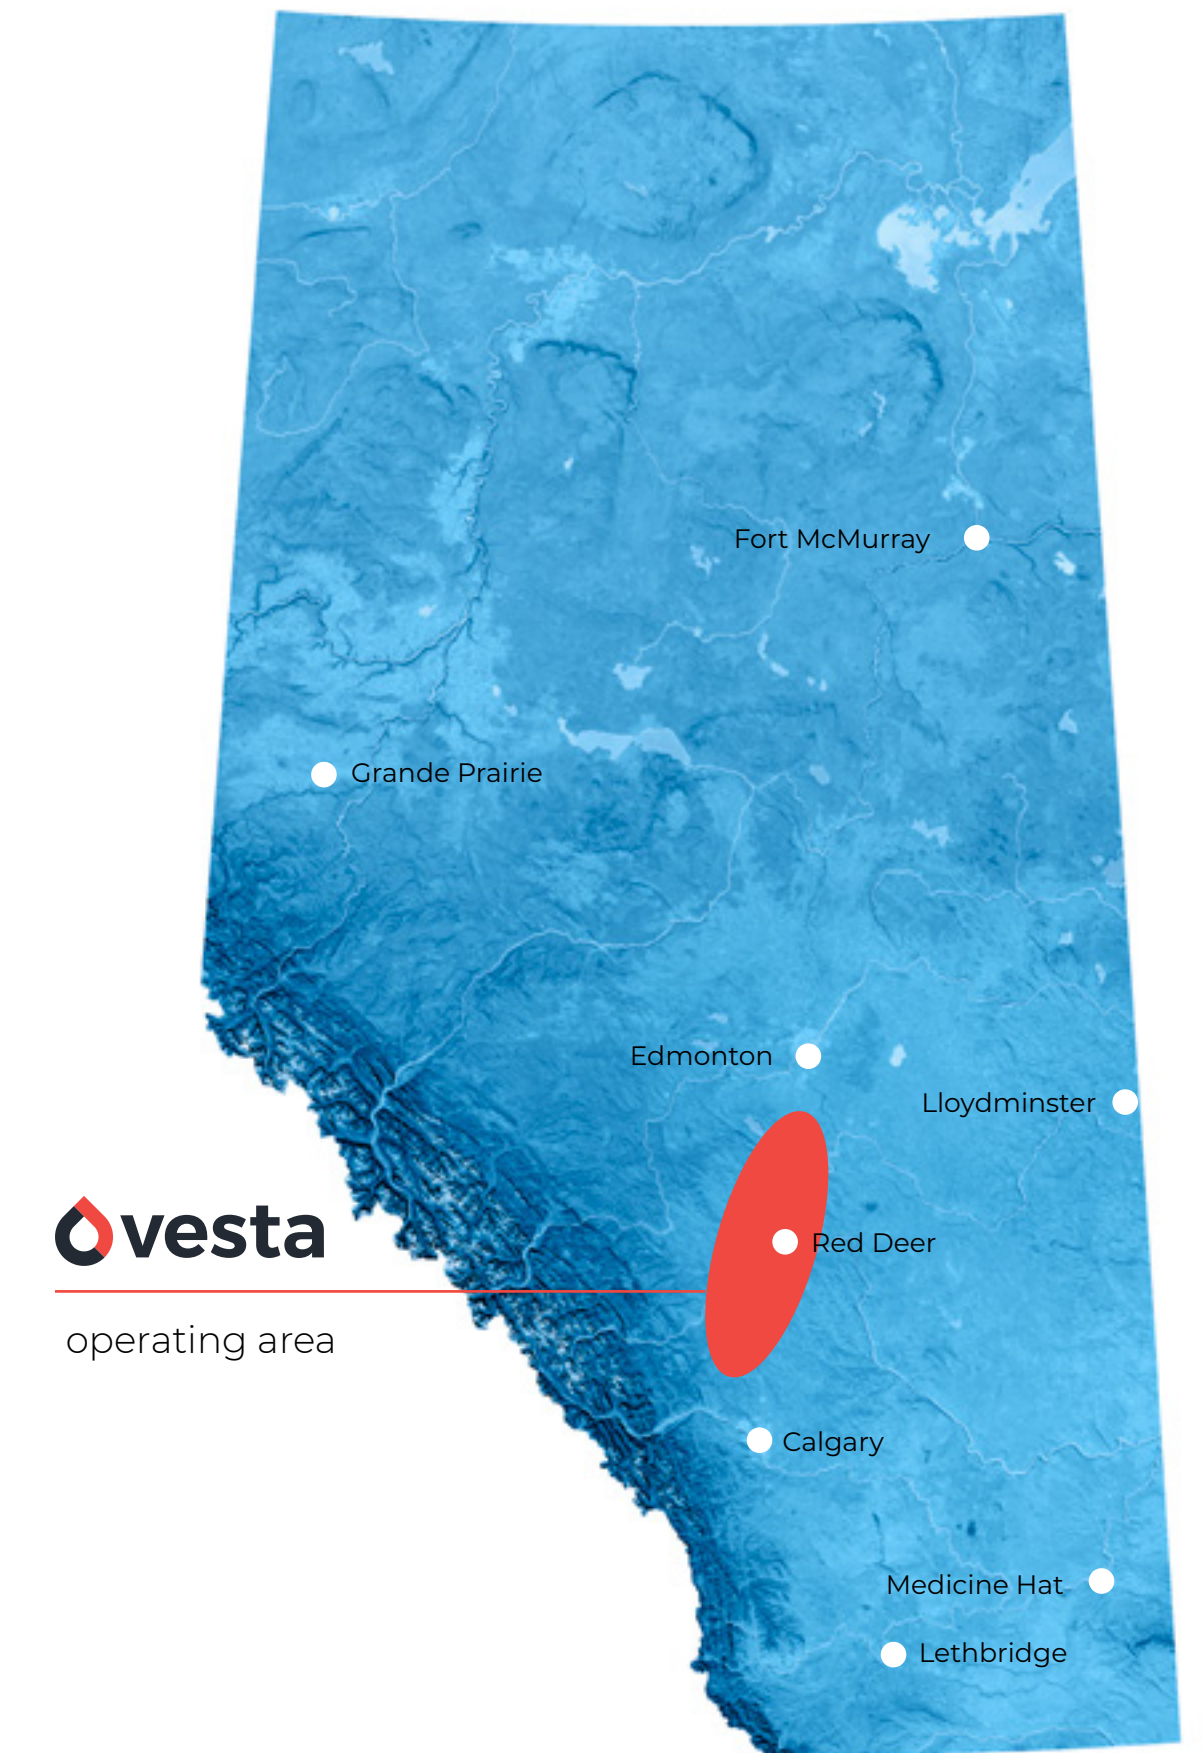 Fort McMurray
Grande Prairie
Edmonton
Lloydminster
vesta
Red Deer
operating area
Calgary
Medicine Hat
Lethbridge